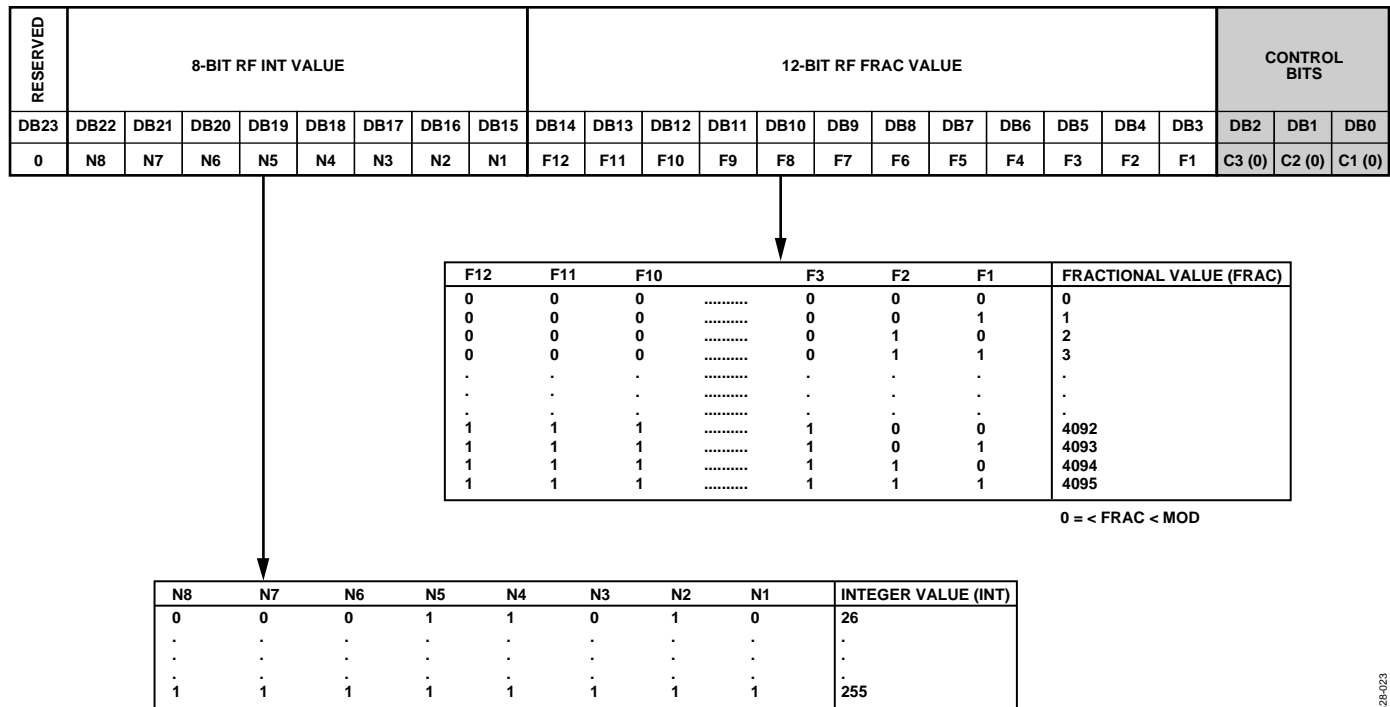 RESERVED
8-BIT RF INT VALUE
12-BIT RF FRAC VALUE
CONTROL
BITS
DB23 DB22 DB21 DB20 DB19 DB18 DB17 DB16 DB15 DB14 DB13 DB12 DB11 DB10 DB9 DB8 DB7 DB6 DB5 DB4 DB3 DB2 DB1 DB0
0 N8 N7 N6 N5 N4 N3 N2 N1 F12 F11 F10 F9 F8 F7 F6 F5 F4 F3 F2 F1 C3 (0) C2 (0) C1 (0)
F12 F11 F10 F3 F2 F1 FRACTIONAL VALUE (FRAC)
0 0 0 .......... 0 0 0 0
0 0 0 .......... 0 0 1 1
0 0 0 .......... 0 1 0 2
0 0 0 .......... 0 1 1 3
. . . .......... . . . .
. . . .......... . . . .
. . . .......... . . . .
1 1 1 .......... 1 0 0 4092
1 1 1 .......... 1 0 1 4093
1 1 1 .......... 1 1 0 4094
1 1 1 .......... 1 1 1 4095
0 = < FRAC < MOD
N8 N7 N6 N5 N4 N3 N2 N1 INTEGER VALUE (INT)
0 0 0 1 1 0 1 0 26
. . . . . . . . .
. . . . . . . . .
. . . . . . . . .
1 1 1 1 1 1 1 1 255
28-023